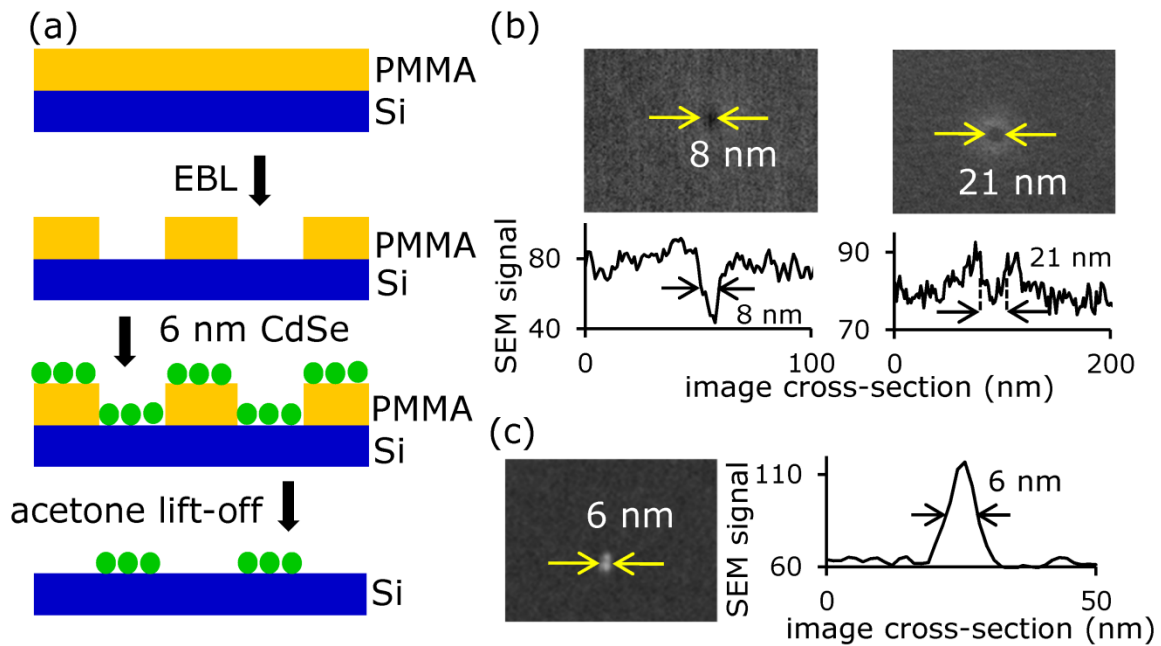 (a)
PMMA
Si
EBL
PMMA
Si
6 nm CdSe
PMMA
Si
acetone lift-off
Si
(b)
8 nm
21 nm
SEM signal
80
40
8 nm
0
100
90
70
21 nm
0
200
image cross-section (nm)
(c)
6 nm
SEM signal
110
60
6 nm
0
50
image cross-section (nm)